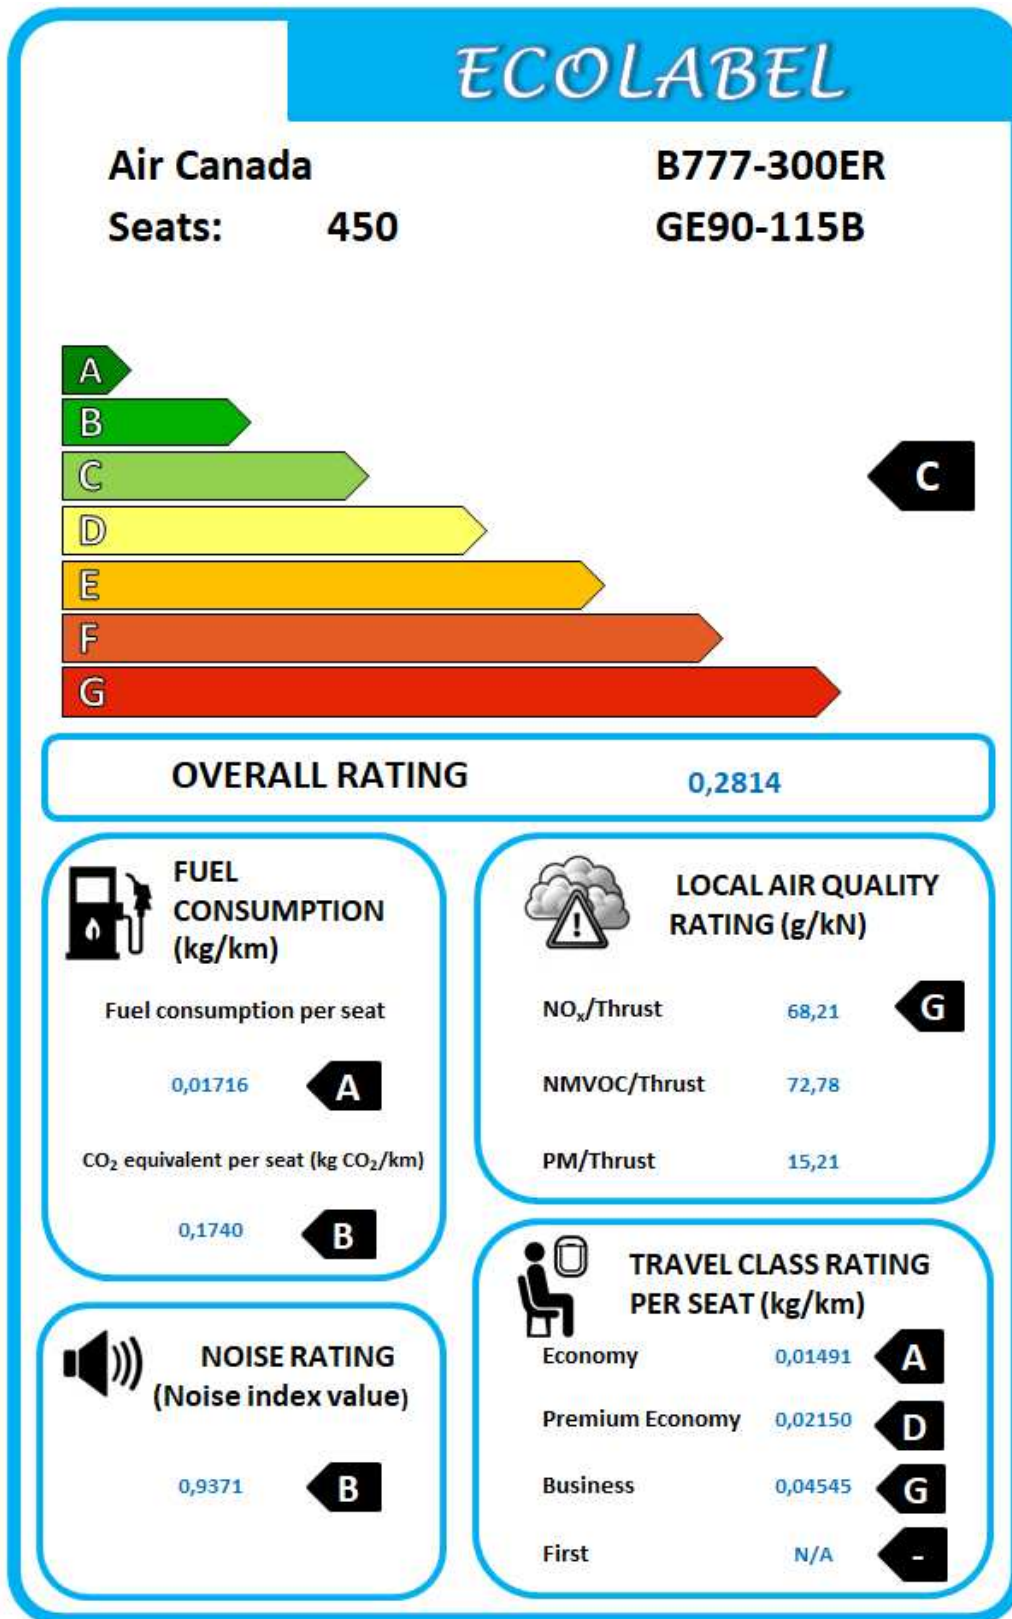 ECOLABEL
Air Canada B777-300ER
Seats: 450 GE90-115B
A
B
C
C
D
E
F
G
OVERALL RATING 0,2814
FUEL
CONSUMPTION
(kg/km)
Fuel consumption per seat
0,01716 A
CO₂ equivalent per seat (kg CO₂/km)
0,1740 B
LOCAL AIR QUALITY
RATING (g/kN)
NOₓ/Thrust 68,21 G
NMVOC/Thrust 72,78
PM/Thrust 15,21
NOISE RATING
(Noise index value)
0,9371 B
TRAVEL CLASS RATING
PER SEAT (kg/km)
Economy 0,01491 A
Premium Economy 0,02150 D
Business 0,04545 G
First N/A -